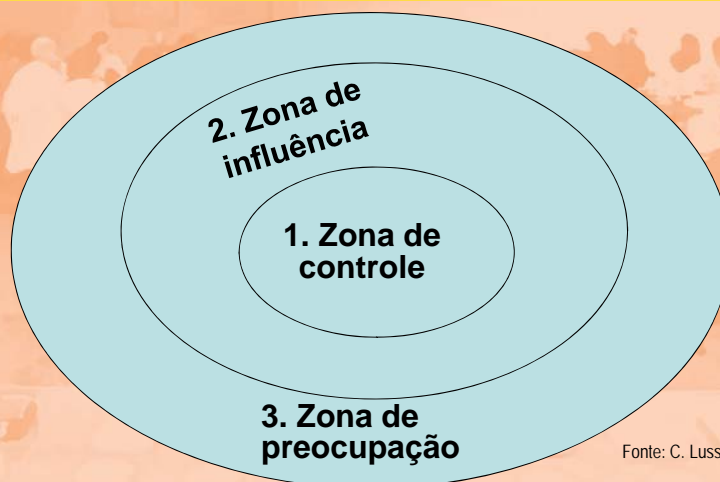 2. Zona de
influência
1. Zona de
controle
3. Zona de
preocupação
Fonte: C. Luss